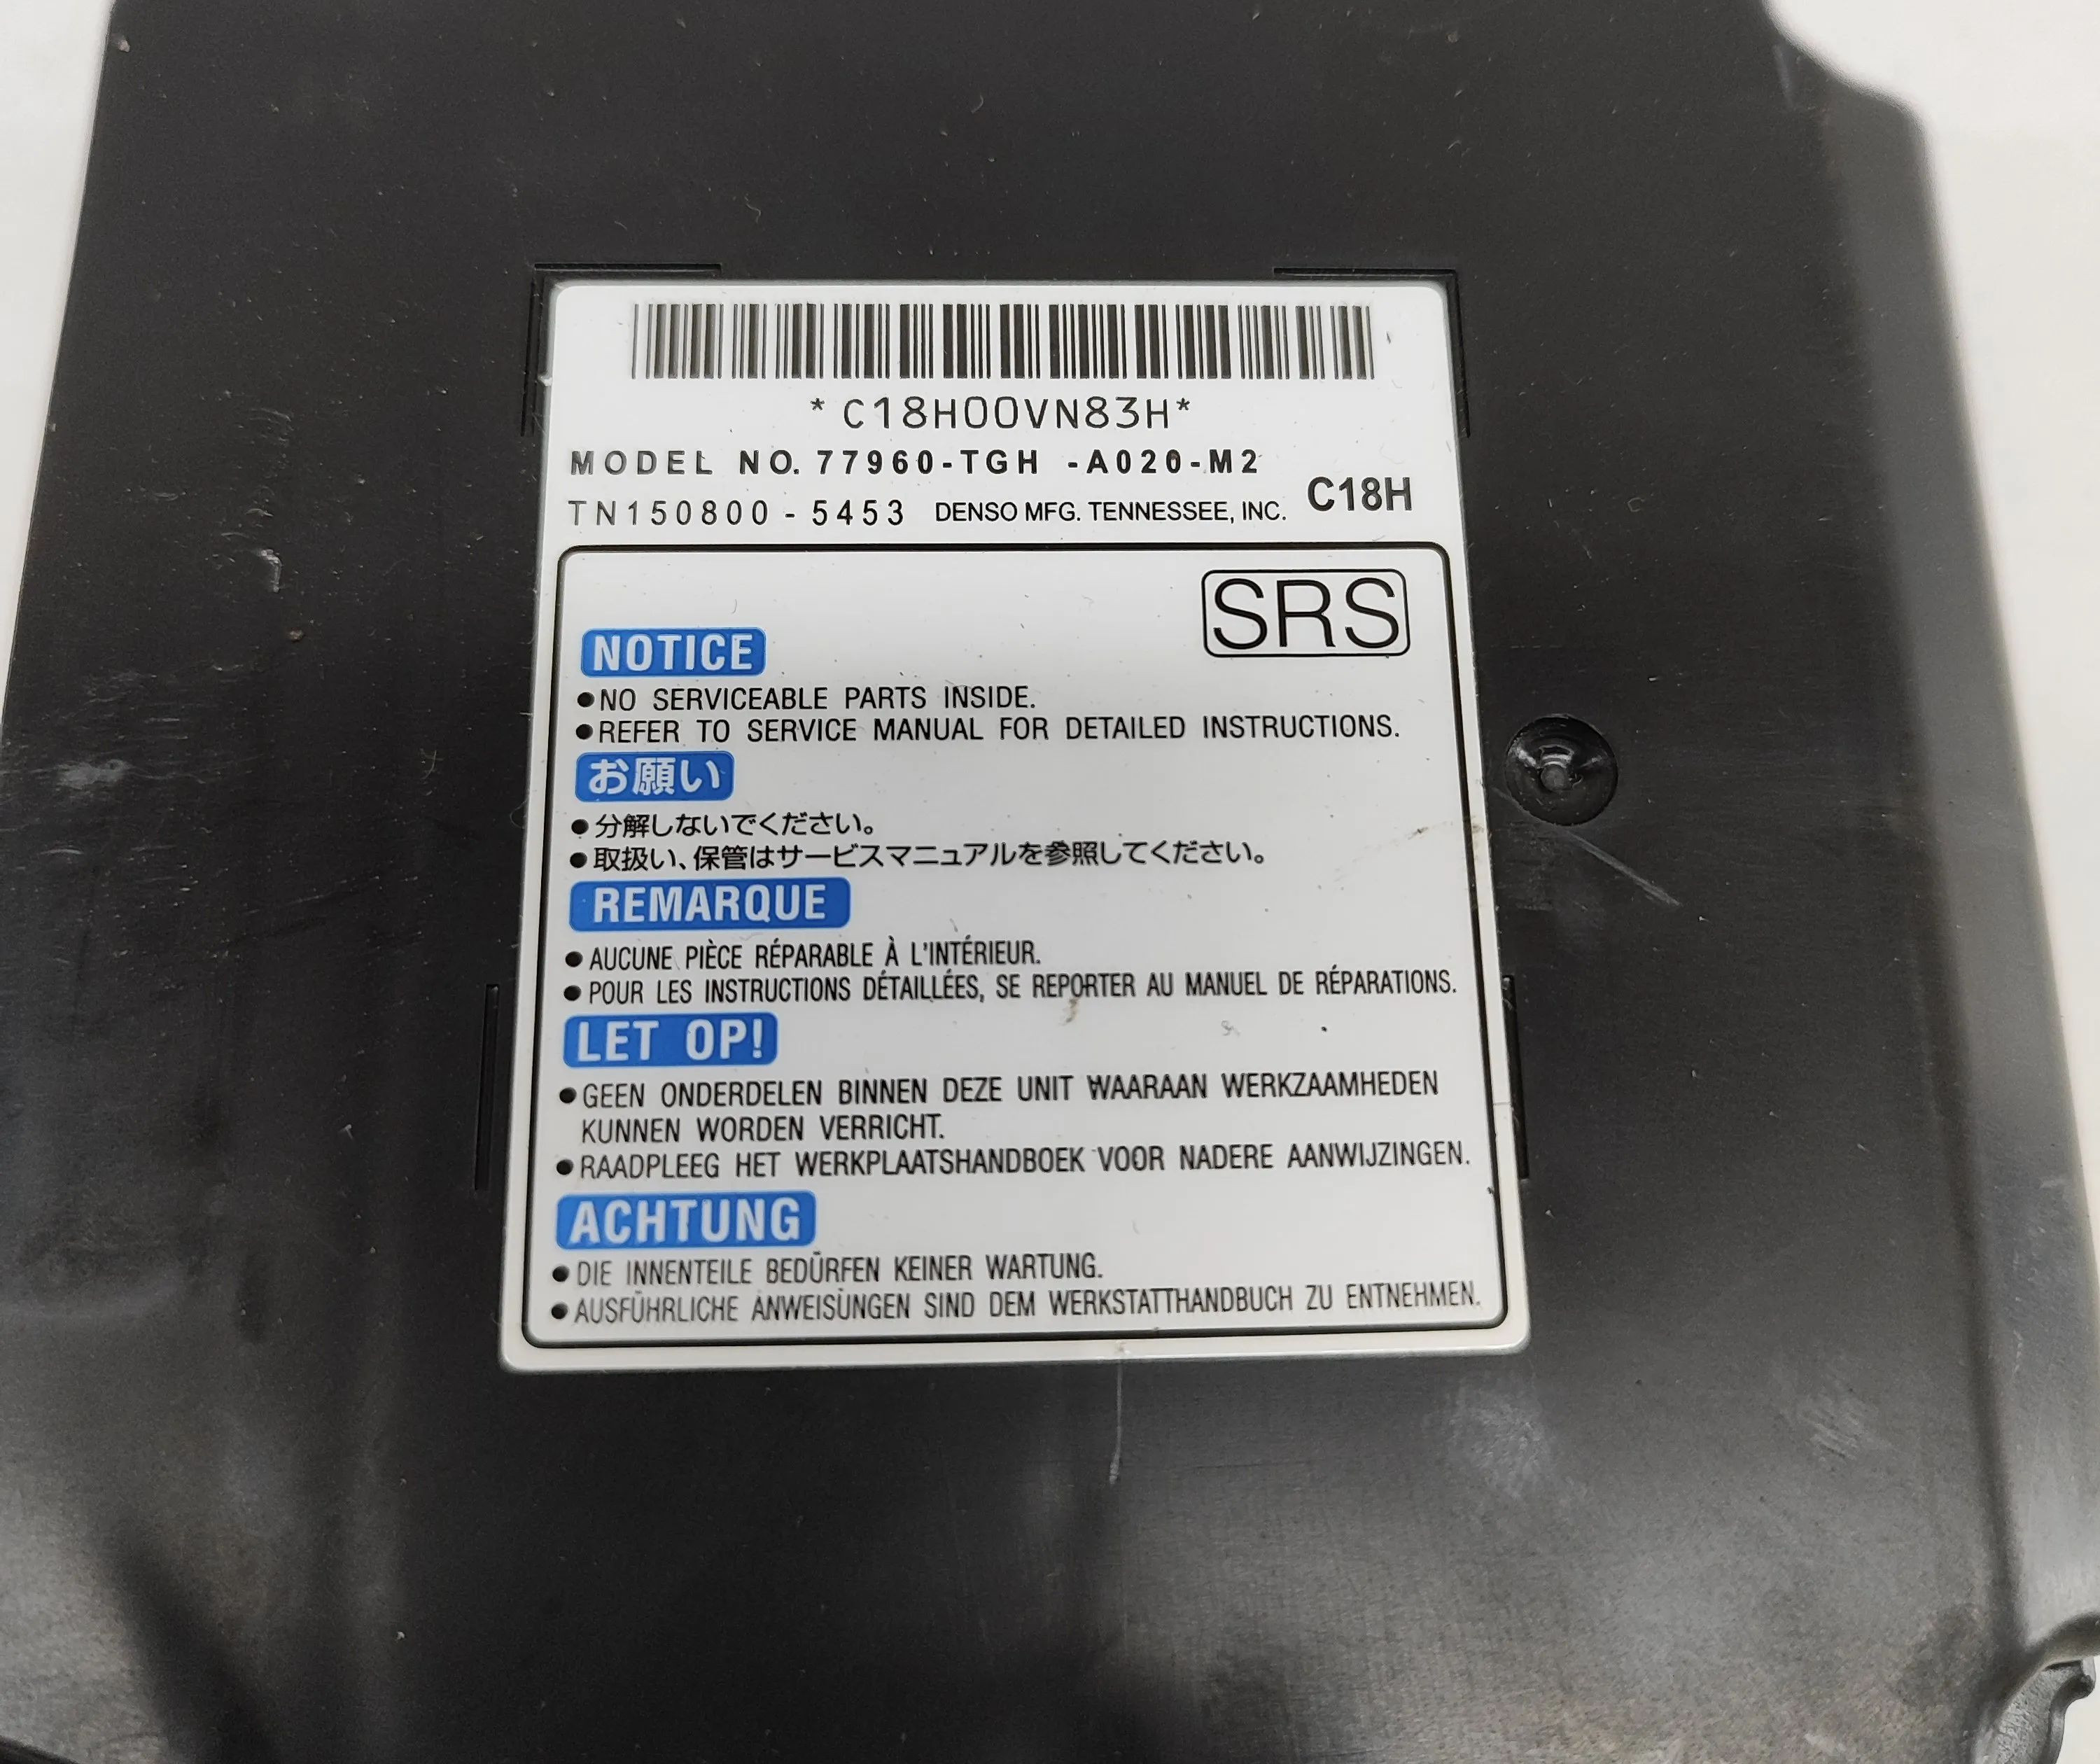 *C18H00VN83H*
MODEL NO. 77960-TGH -A020-M2
TN150800-5453 DENSO MFG. TENNESSEE, INC. C18H
SRS
NOTICE
●NO SERVICEABLE PARTS INSIDE.
●REFER TO SERVICE MANUAL FOR DETAILED INSTRUCTIONS.
お願い
●分解しないでください。
●取扱い、保管はサービスマニュアルを参照してください。
REMARQUE
●AUCUNE PIÈCE RÉPARABLE À L'INTÉRIEUR.
●POUR LES INSTRUCTIONS DÉTAILLÉES, SE REPORTER AU MANUEL DE RÉPARATIONS.
LET OP!
●GEEN ONDERDELEN BINNEN DEZE UNIT WAARAAN WERKZAAMHEDEN
KUNNEN WORDEN VERRICHT.
●RAADPLEEG HET WERKPLAATSHANDBOEK VOOR NADERE AANWIJZINGEN.
ACHTUNG
●DIE INNENTEILE BEDÜRFEN KEINER WARTUNG.
●AUSFÜHRLICHE ANWEISUNGEN SIND DEM WERKSTATTHANDBUCH ZU ENTNEHMEN.